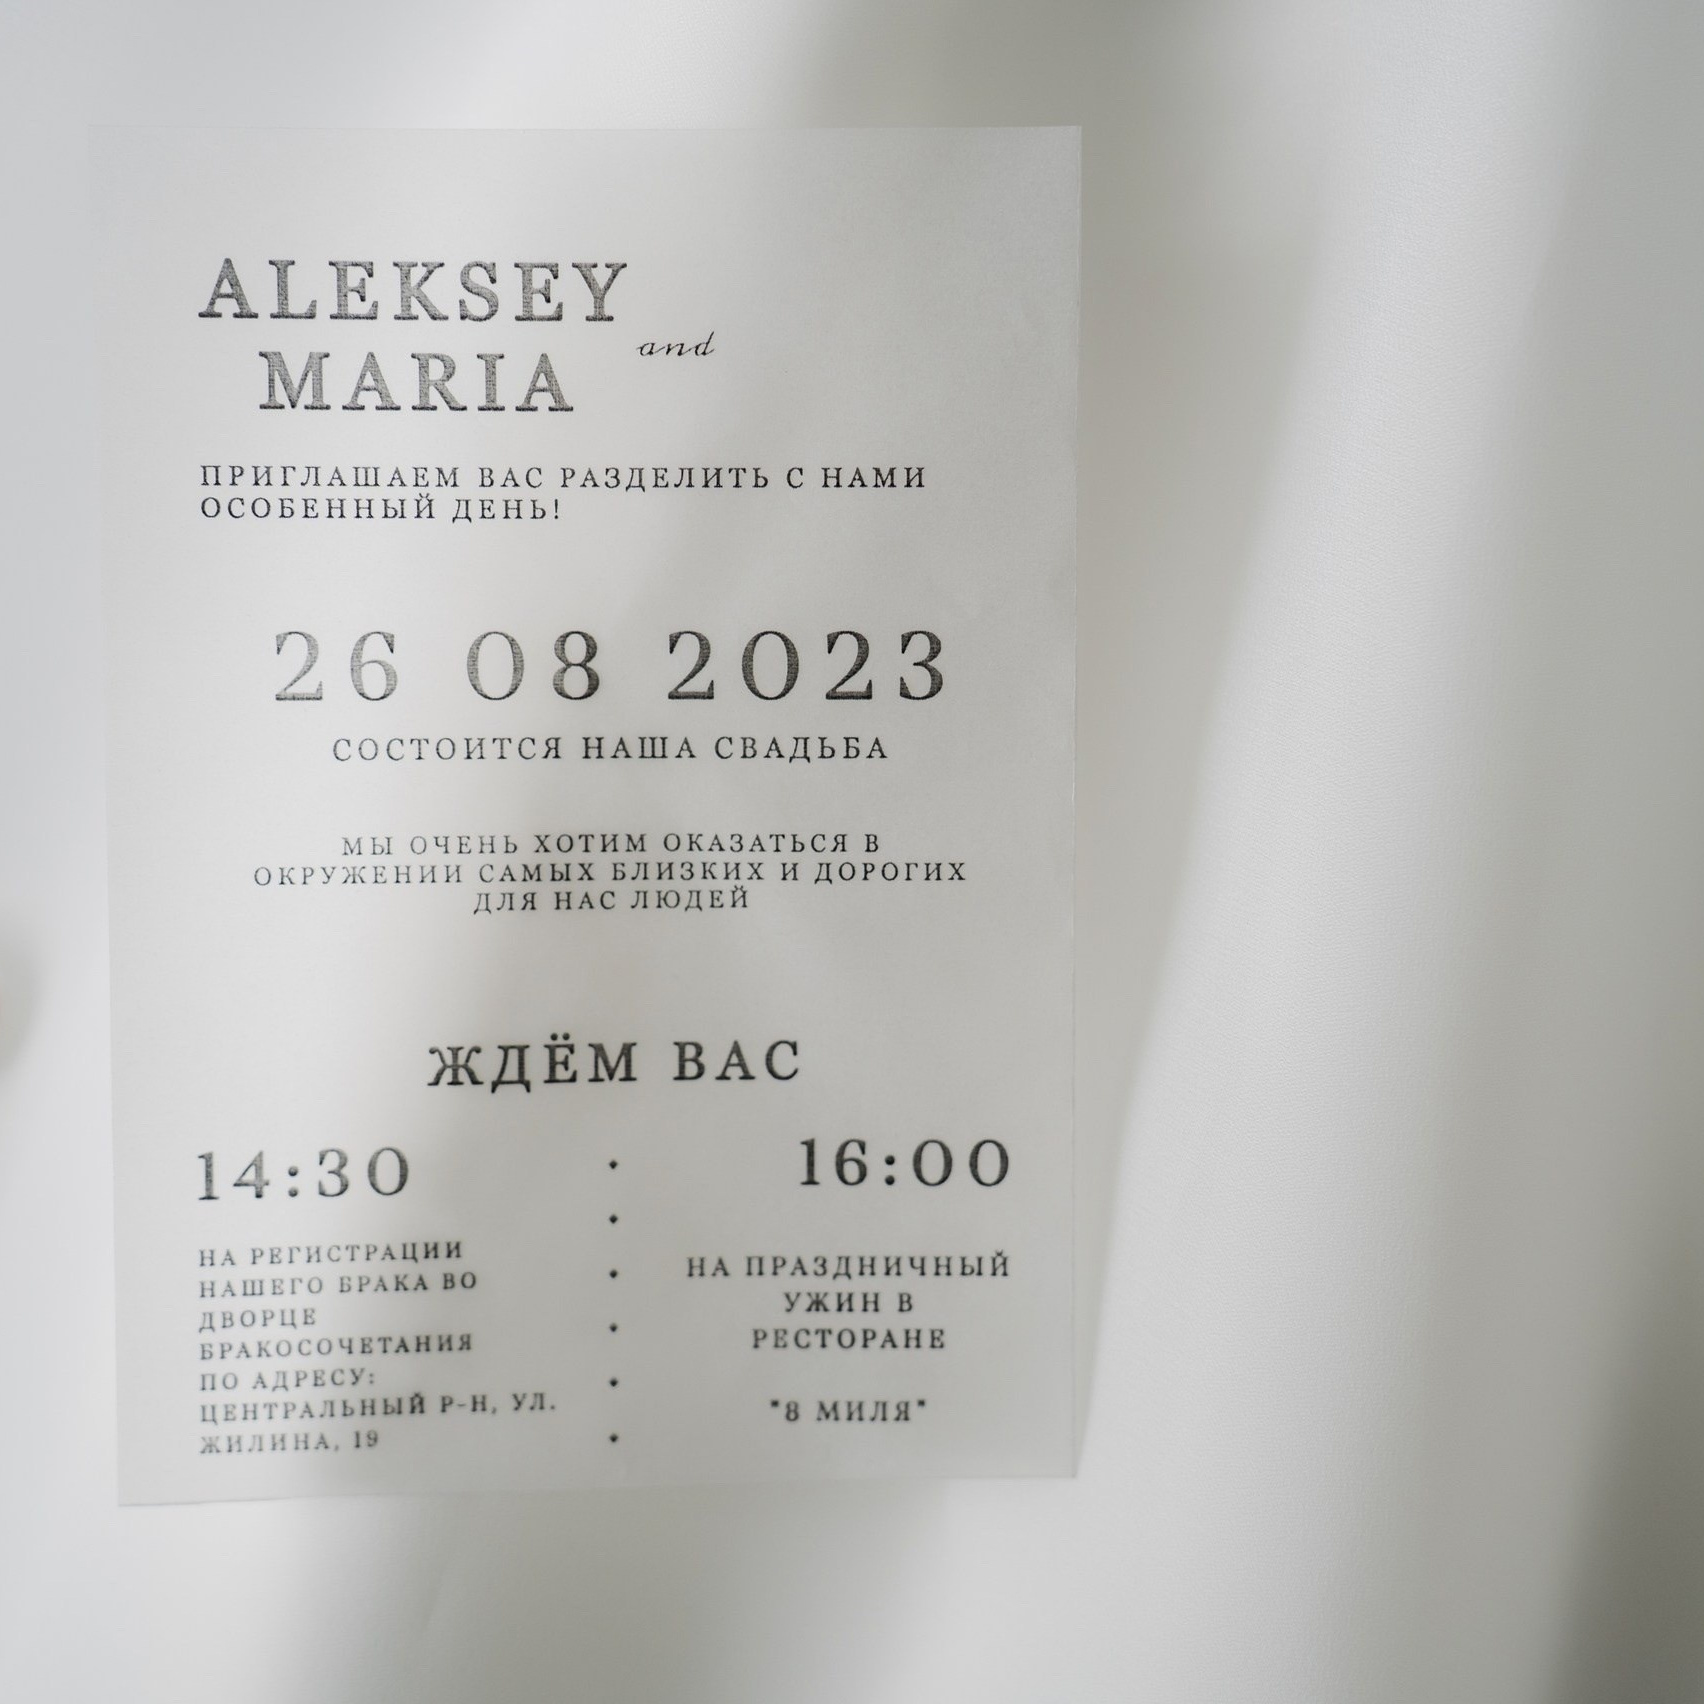 ALEKSEY
and
MARIA
ПРИГЛАШАЕМ ВАС РАЗДЕЛИТЬ С НАМИ
ОСОБЕННЫЙ ДЕНЬ!
26 08 2023
СОСТОИТСЯ НАША СВАДЬБА
МЫ ОЧЕНЬ ХОТИМ ОКАЗАТЬСЯ В
ОКРУЖЕНИИ САМЫХ БЛИЗКИХ И ДОРОГИХ
ДЛЯ НАС ЛЮДЕЙ
ЖДЁМ ВАС
14:30
НА РЕГИСТРАЦИИ
НАШЕГО БРАКА ВО
ДВОРЦЕ
БРАКОСОЧЕТАНИЯ
ПО АДРЕСУ:
ЦЕНТРАЛЬНЫЙ Р-Н, УЛ.
ЖИЛИНА, 19
16:00
НА ПРАЗДНИЧНЫЙ
УЖИН В
РЕСТОРАНЕ
"8 МИЛЯ"